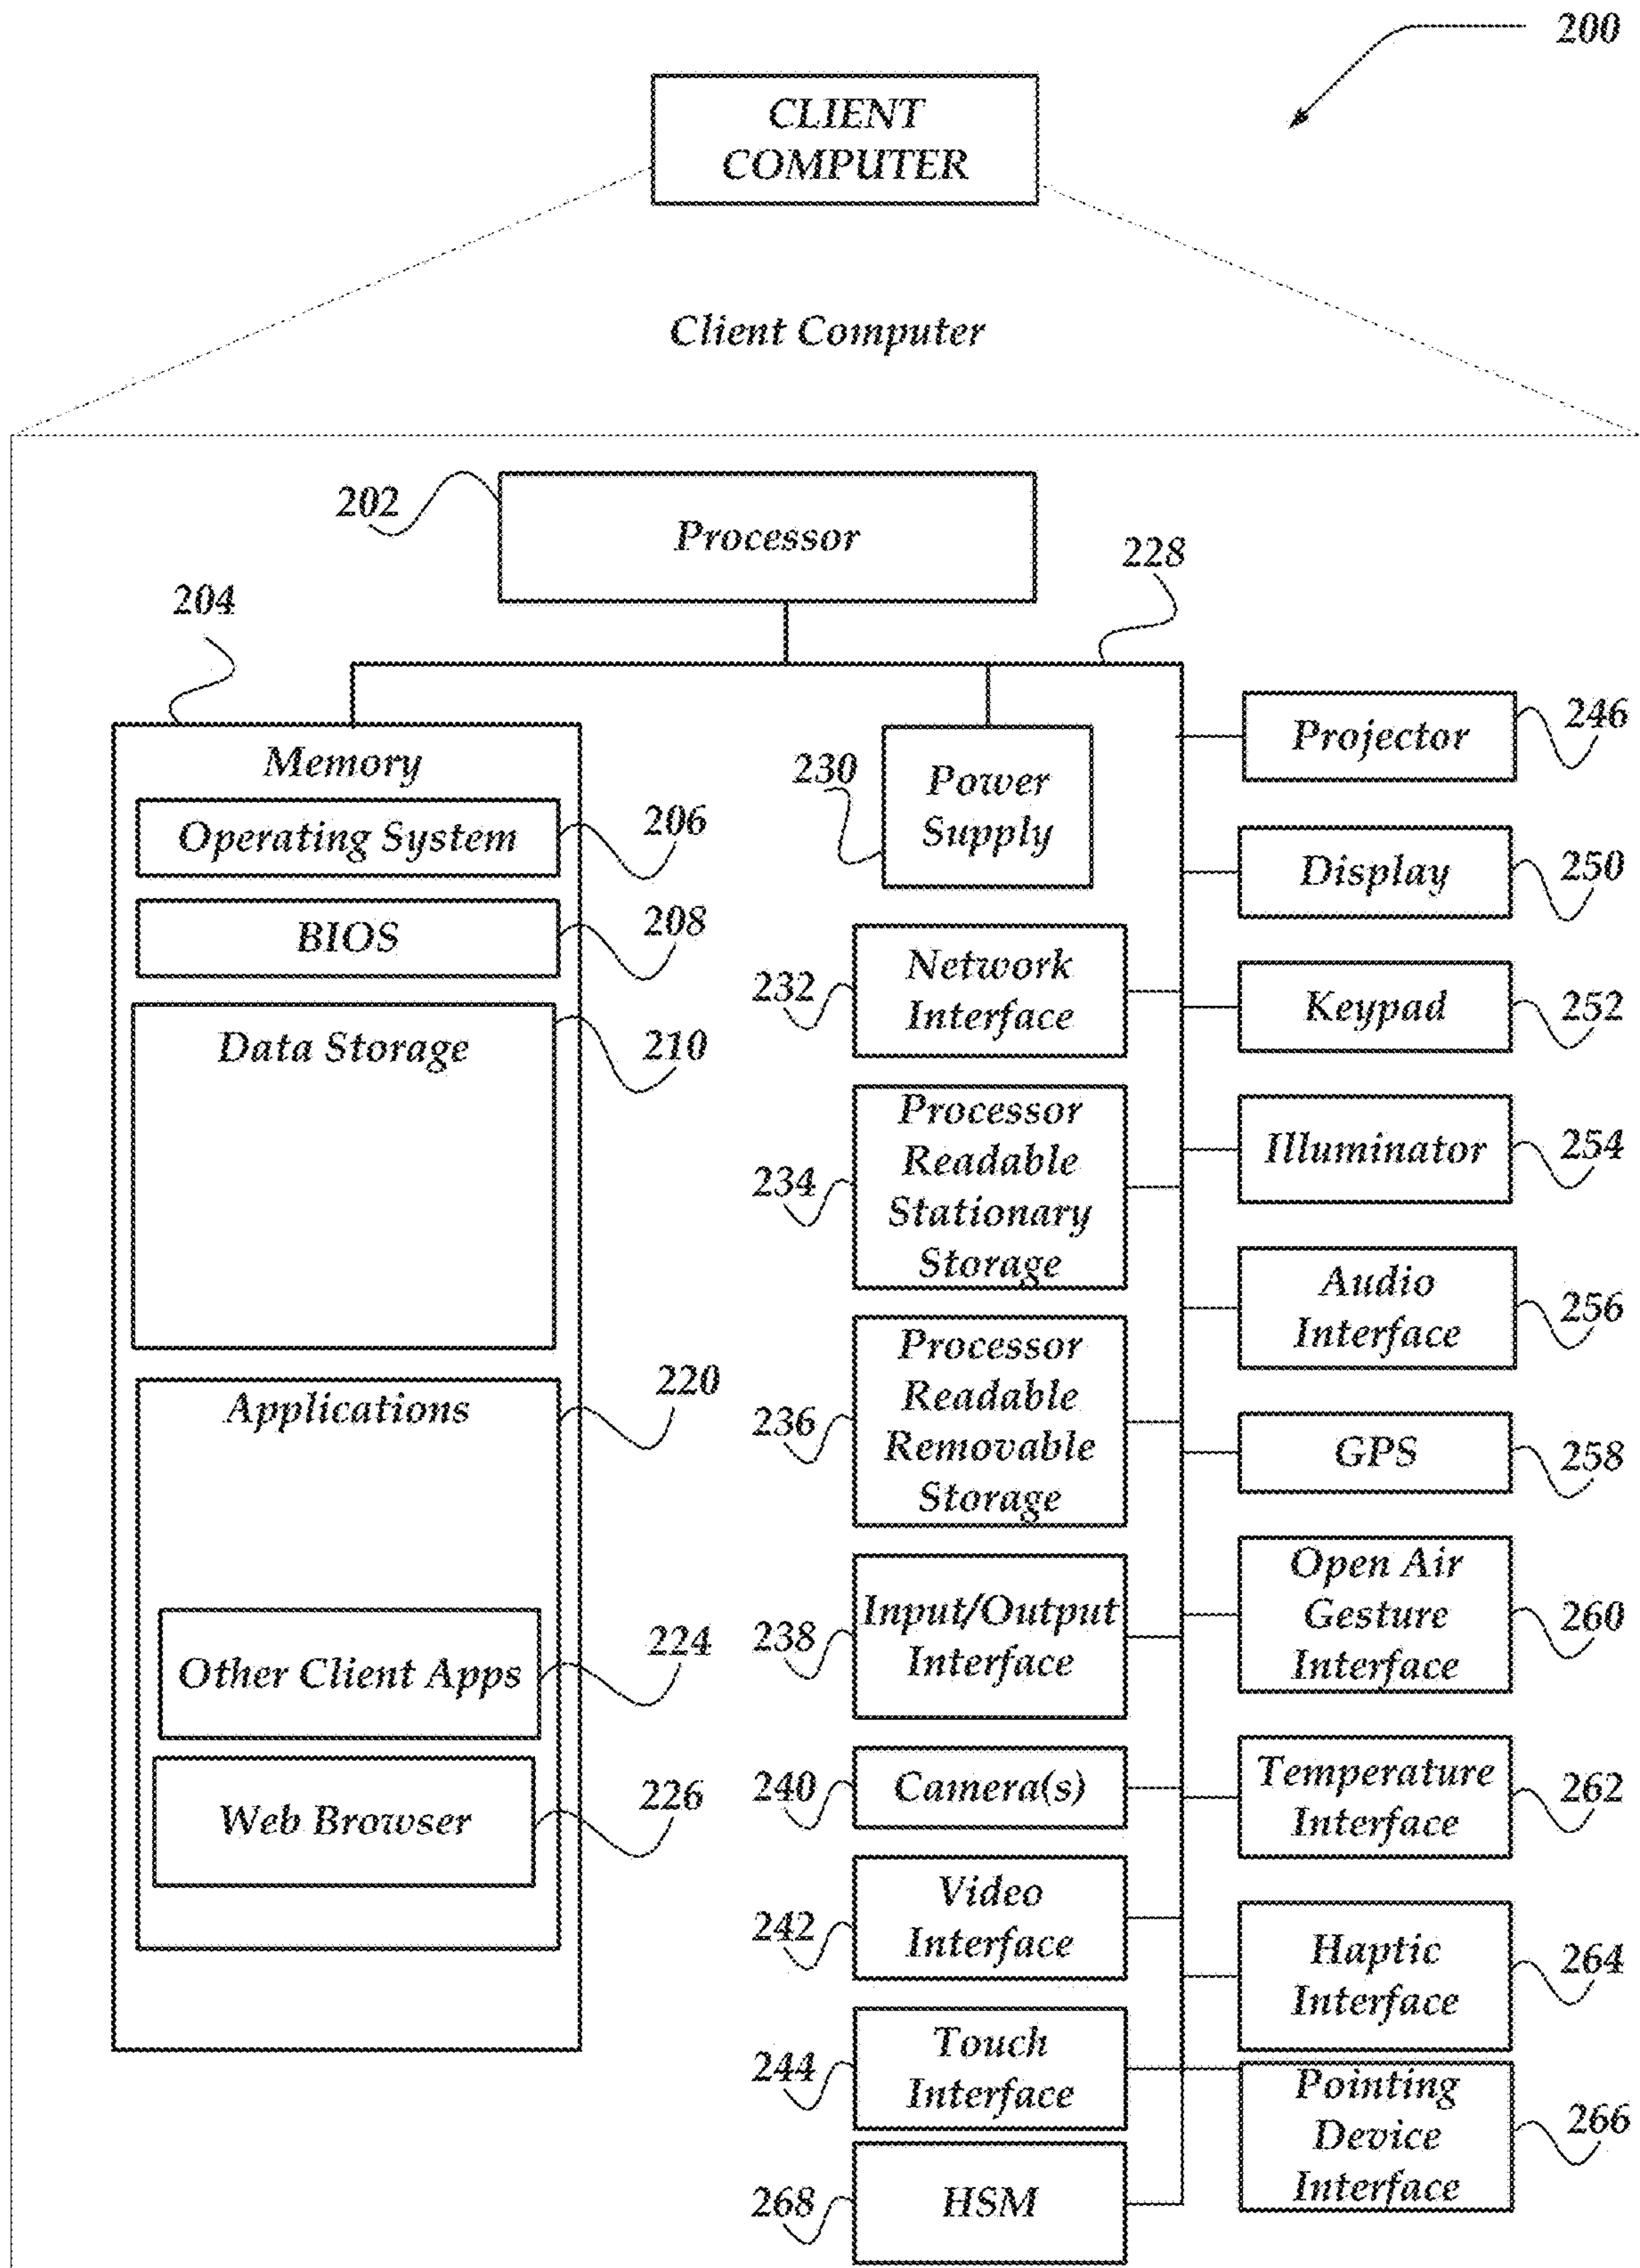 200
CLIENT
COMPUTER
Client Computer
202
Processor
228
204
Memory
Operating System
206
BIOS
208
Data Storage
210
Applications
220
Other Client Apps
224
Web Browser
226
230
Power
Supply
232
Network
Interface
234
Processor
Readable
Stationary
Storage
236
Processor
Readable
Removable
Storage
238
Input/Output
Interface
240
Camera(s)
242
Video
Interface
244
Touch
Interface
268
HSM
Projector
246
Display
250
Keypad
252
Illuminator
254
Audio
Interface
256
GPS
258
Open Air
Gesture
Interface
260
Temperature
Interface
262
Haptic
Interface
264
Pointing
Device
Interface
266